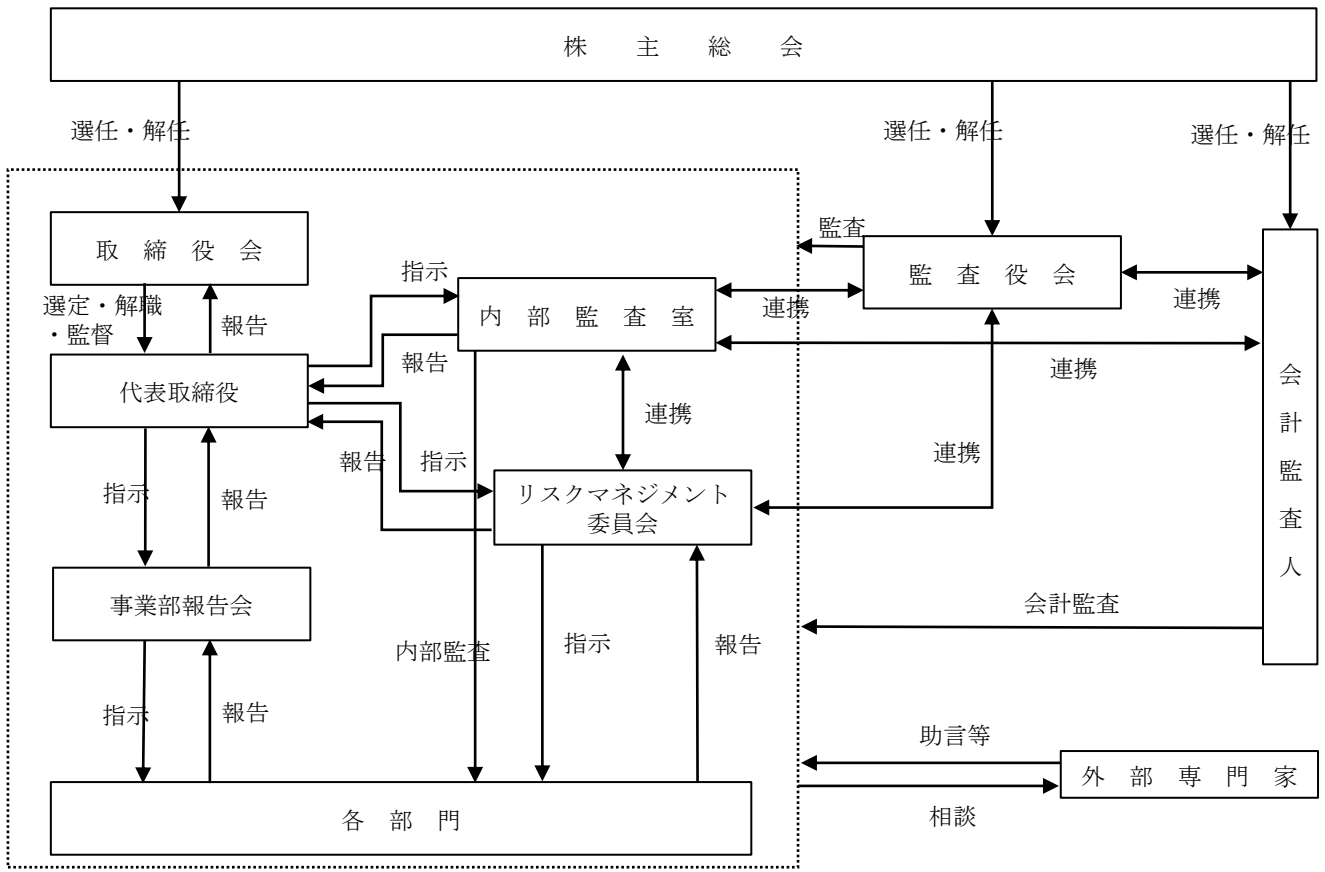 株　主　総　会
選任・解任
選任・解任
選任・解任
取　締　役　会
監査
監　査　役　会
指示
内　部　監　査　室
連携
連携
選定・解職
・監督
報告
報告
連携
代表取締役
会計監査人
連携
報告
指示
連携
指示
報告
リスクマネジメント
委員会
事業部報告会
会計監査
内部監査
指示
報告
指示
報告
助言等
外　部　専　門　家
相談
各　部　門